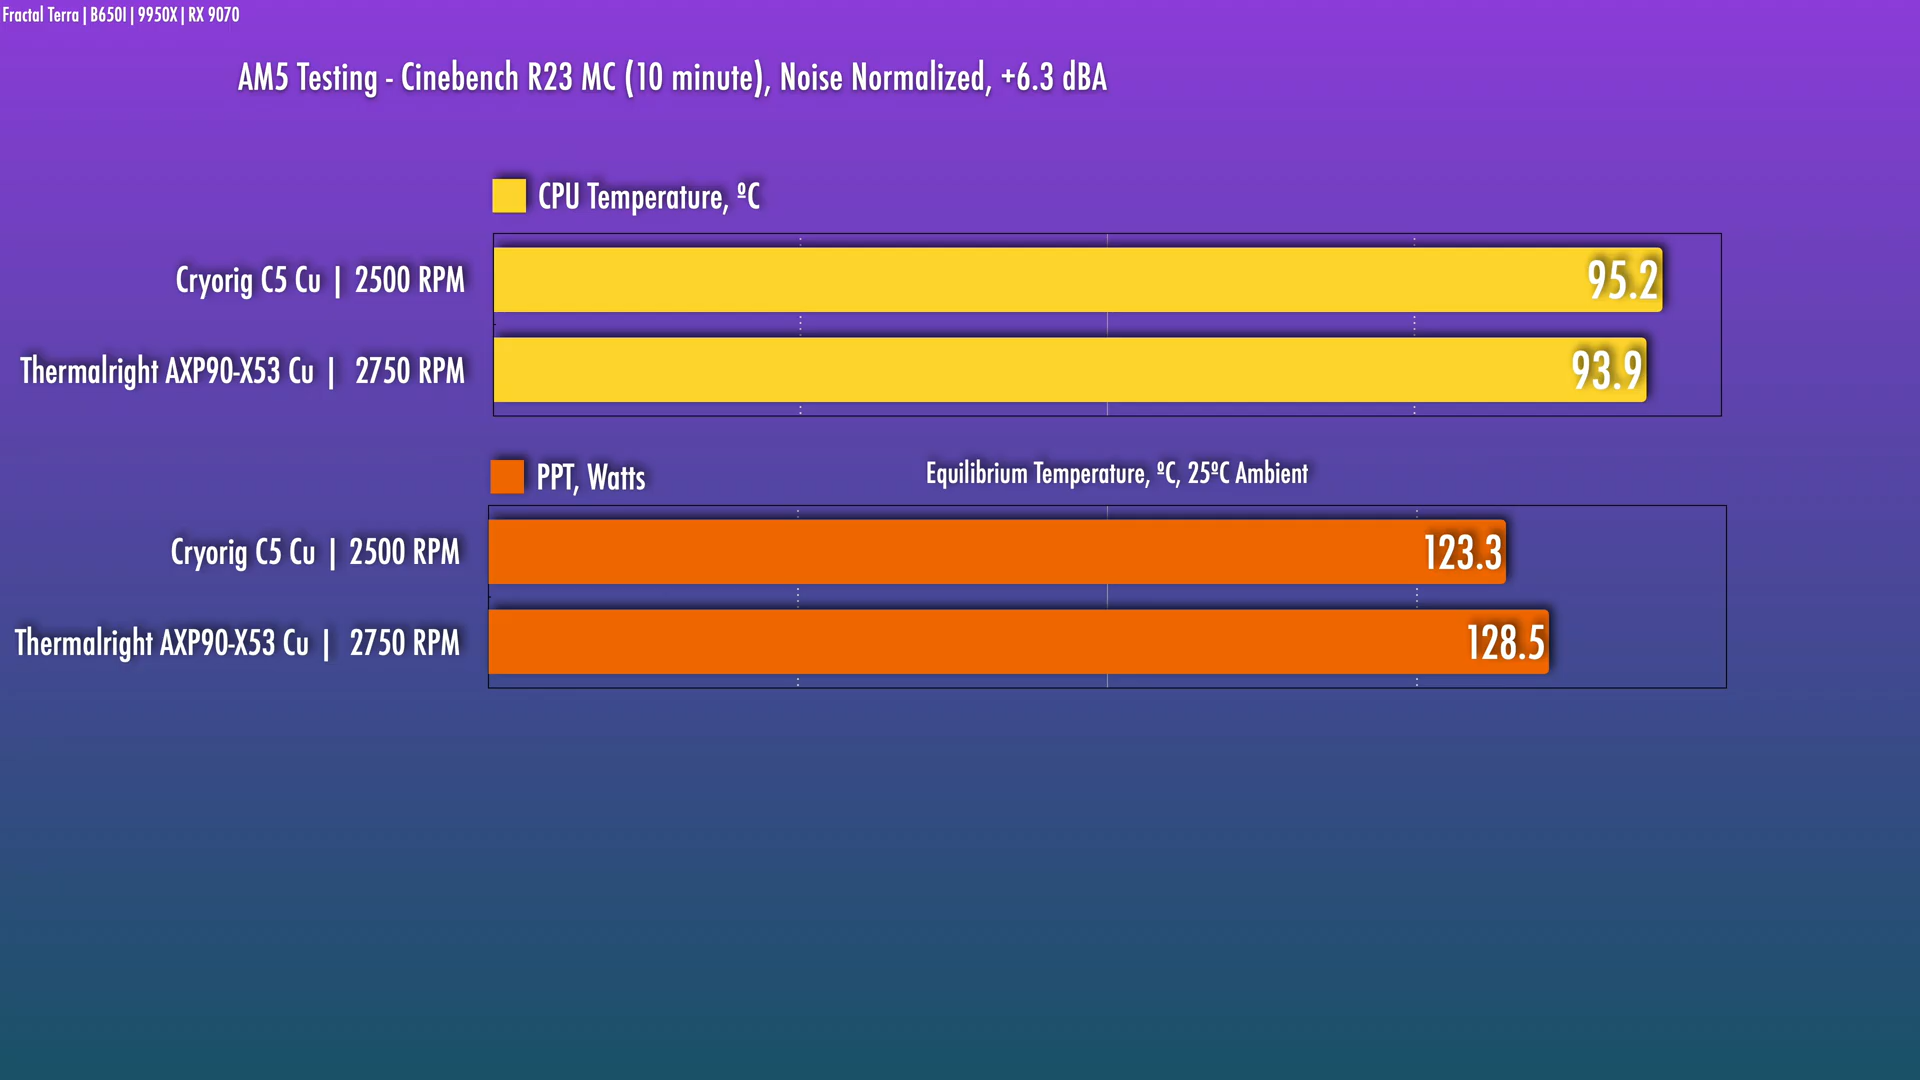 Fractal Terra | B650I | 9950X | RX 9070
AM5 Testing - Cinebench R23 MC (10 minute), Noise Normalized, +6.3 dBA
CPU Temperature, ºC
Cryorig C5 Cu | 2500 RPM
95.2
Thermalright AXP90-X53 Cu | 2750 RPM
93.9
PPT, Watts
Equilibrium Temperature, ºC, 25ºC Ambient
Cryorig C5 Cu | 2500 RPM
123.3
Thermalright AXP90-X53 Cu | 2750 RPM
128.5